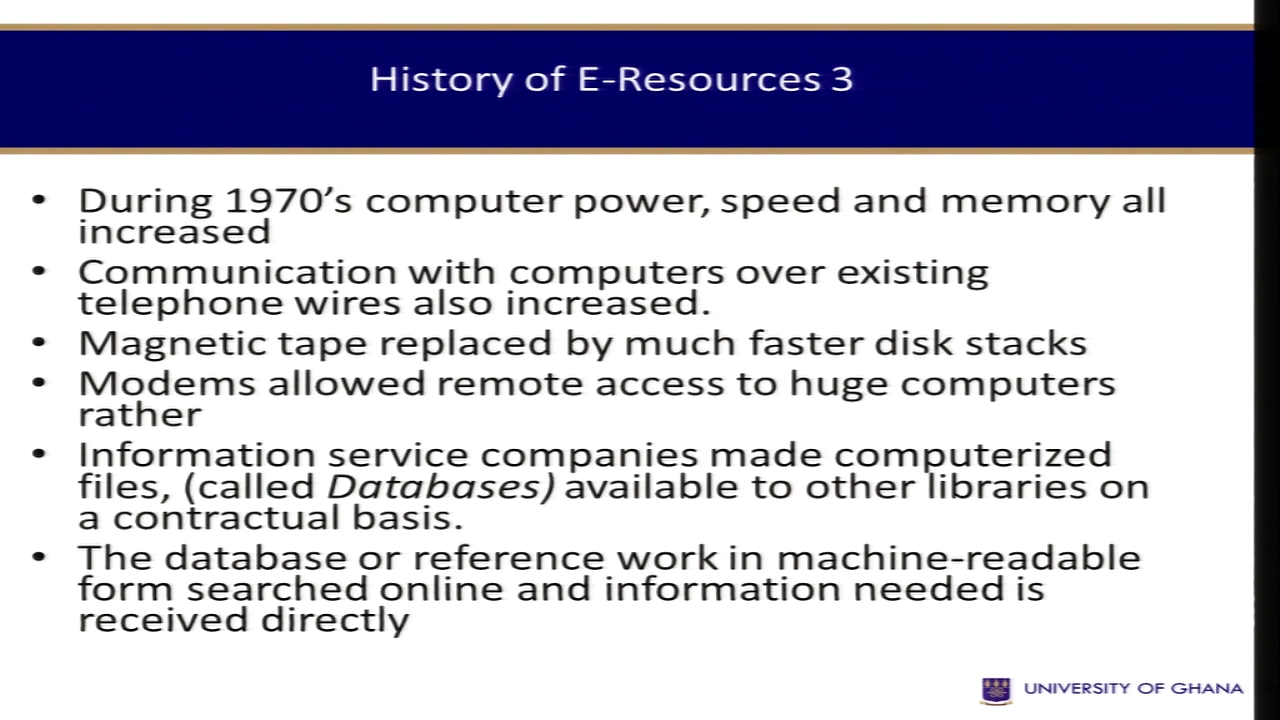 History of E-Resources 3
• During 1970’s computer power, speed and memory all
increased
• Communication with computers over existing
telephone wires also increased.
• Magnetic tape replaced by much faster disk stacks
• Modems allowed remote access to huge computers
rather
• Information service companies made computerized
files, (called Databases) available to other libraries on
a contractual basis.
• The database or reference work in machine-readable
form searched online and information needed is
received directly
UNIVERSITY OF GHANA